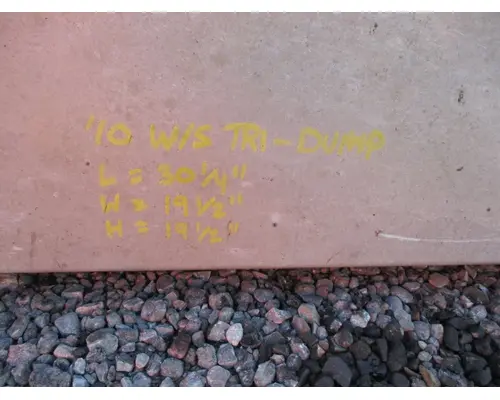 '10 W/S TRI-DUMP
L = 30 1/4"
W = 19 1/2"
H = 19 1/2"